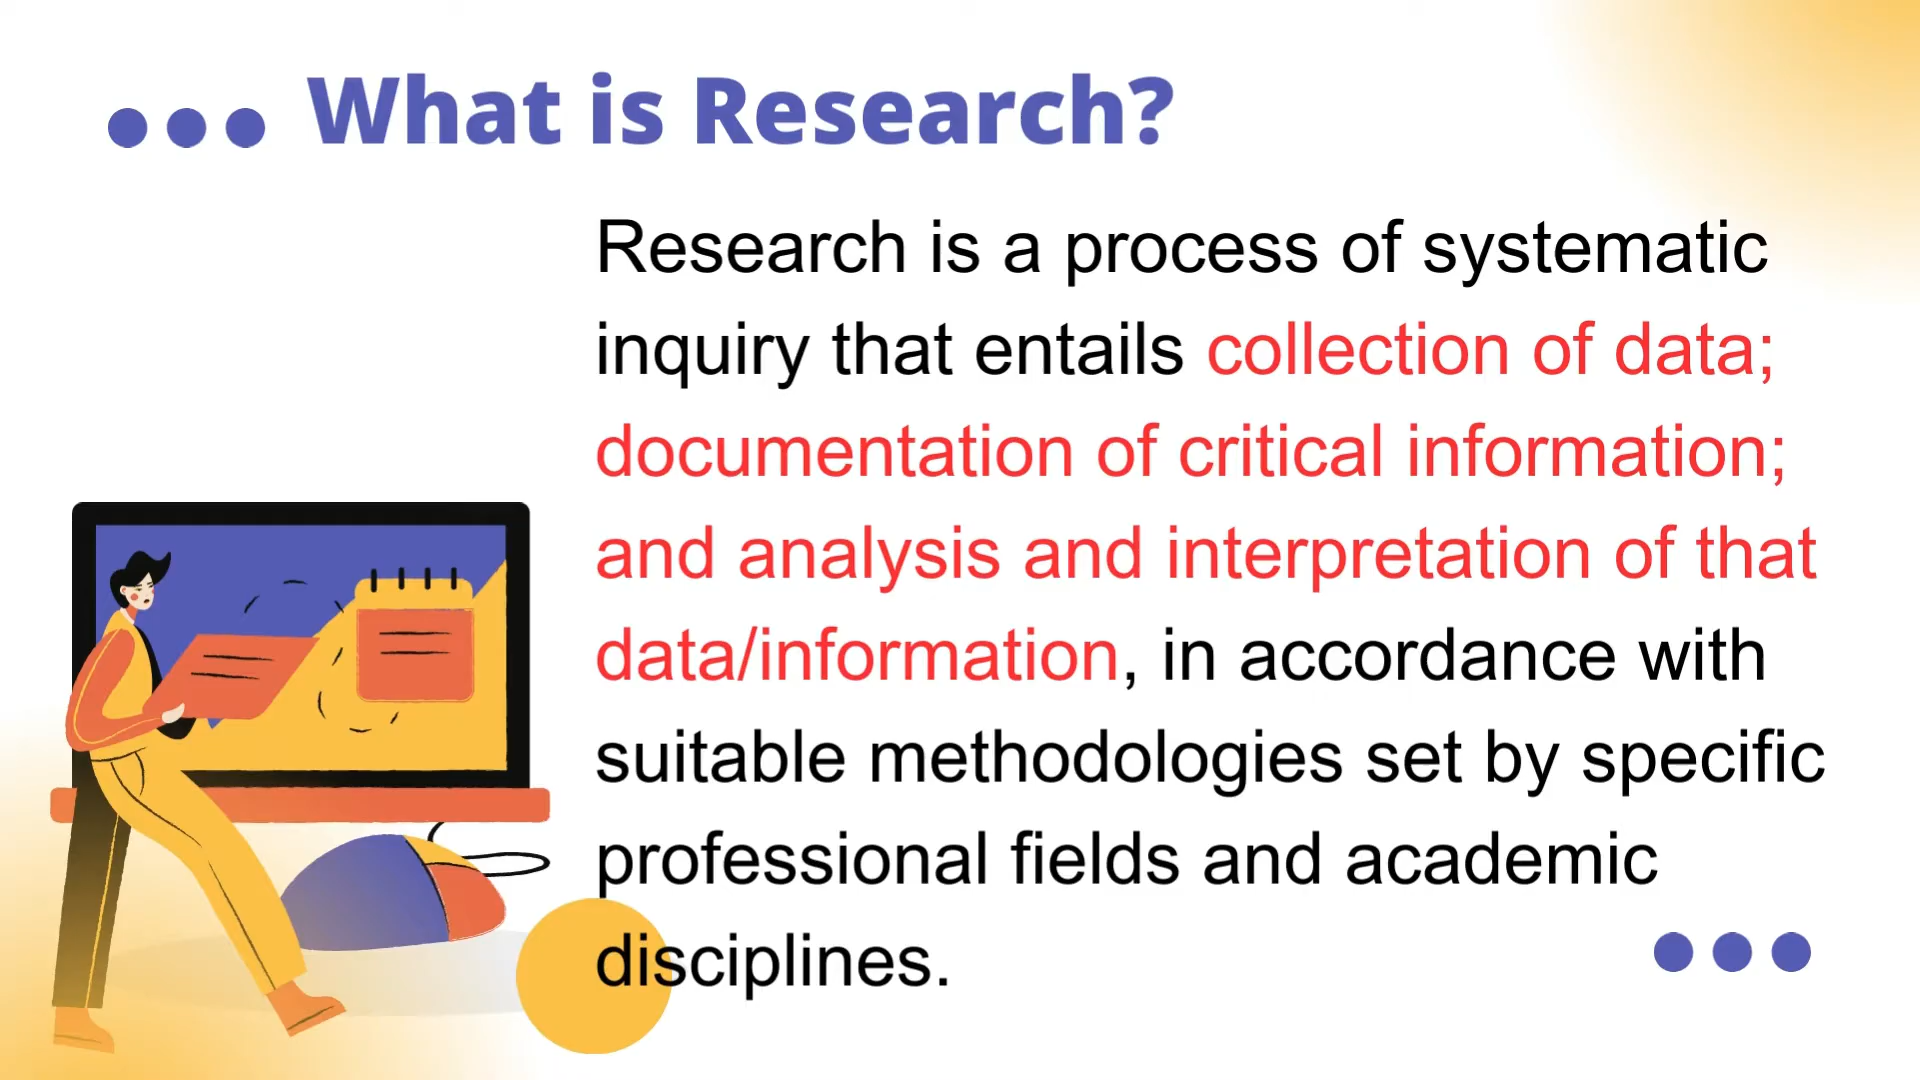 What is Research?
Research is a process of systematic
inquiry that entails collection of data;
documentation of critical information;
and analysis and interpretation of that
data/information, in accordance with
suitable methodologies set by specific
professional fields and academic
disciplines.